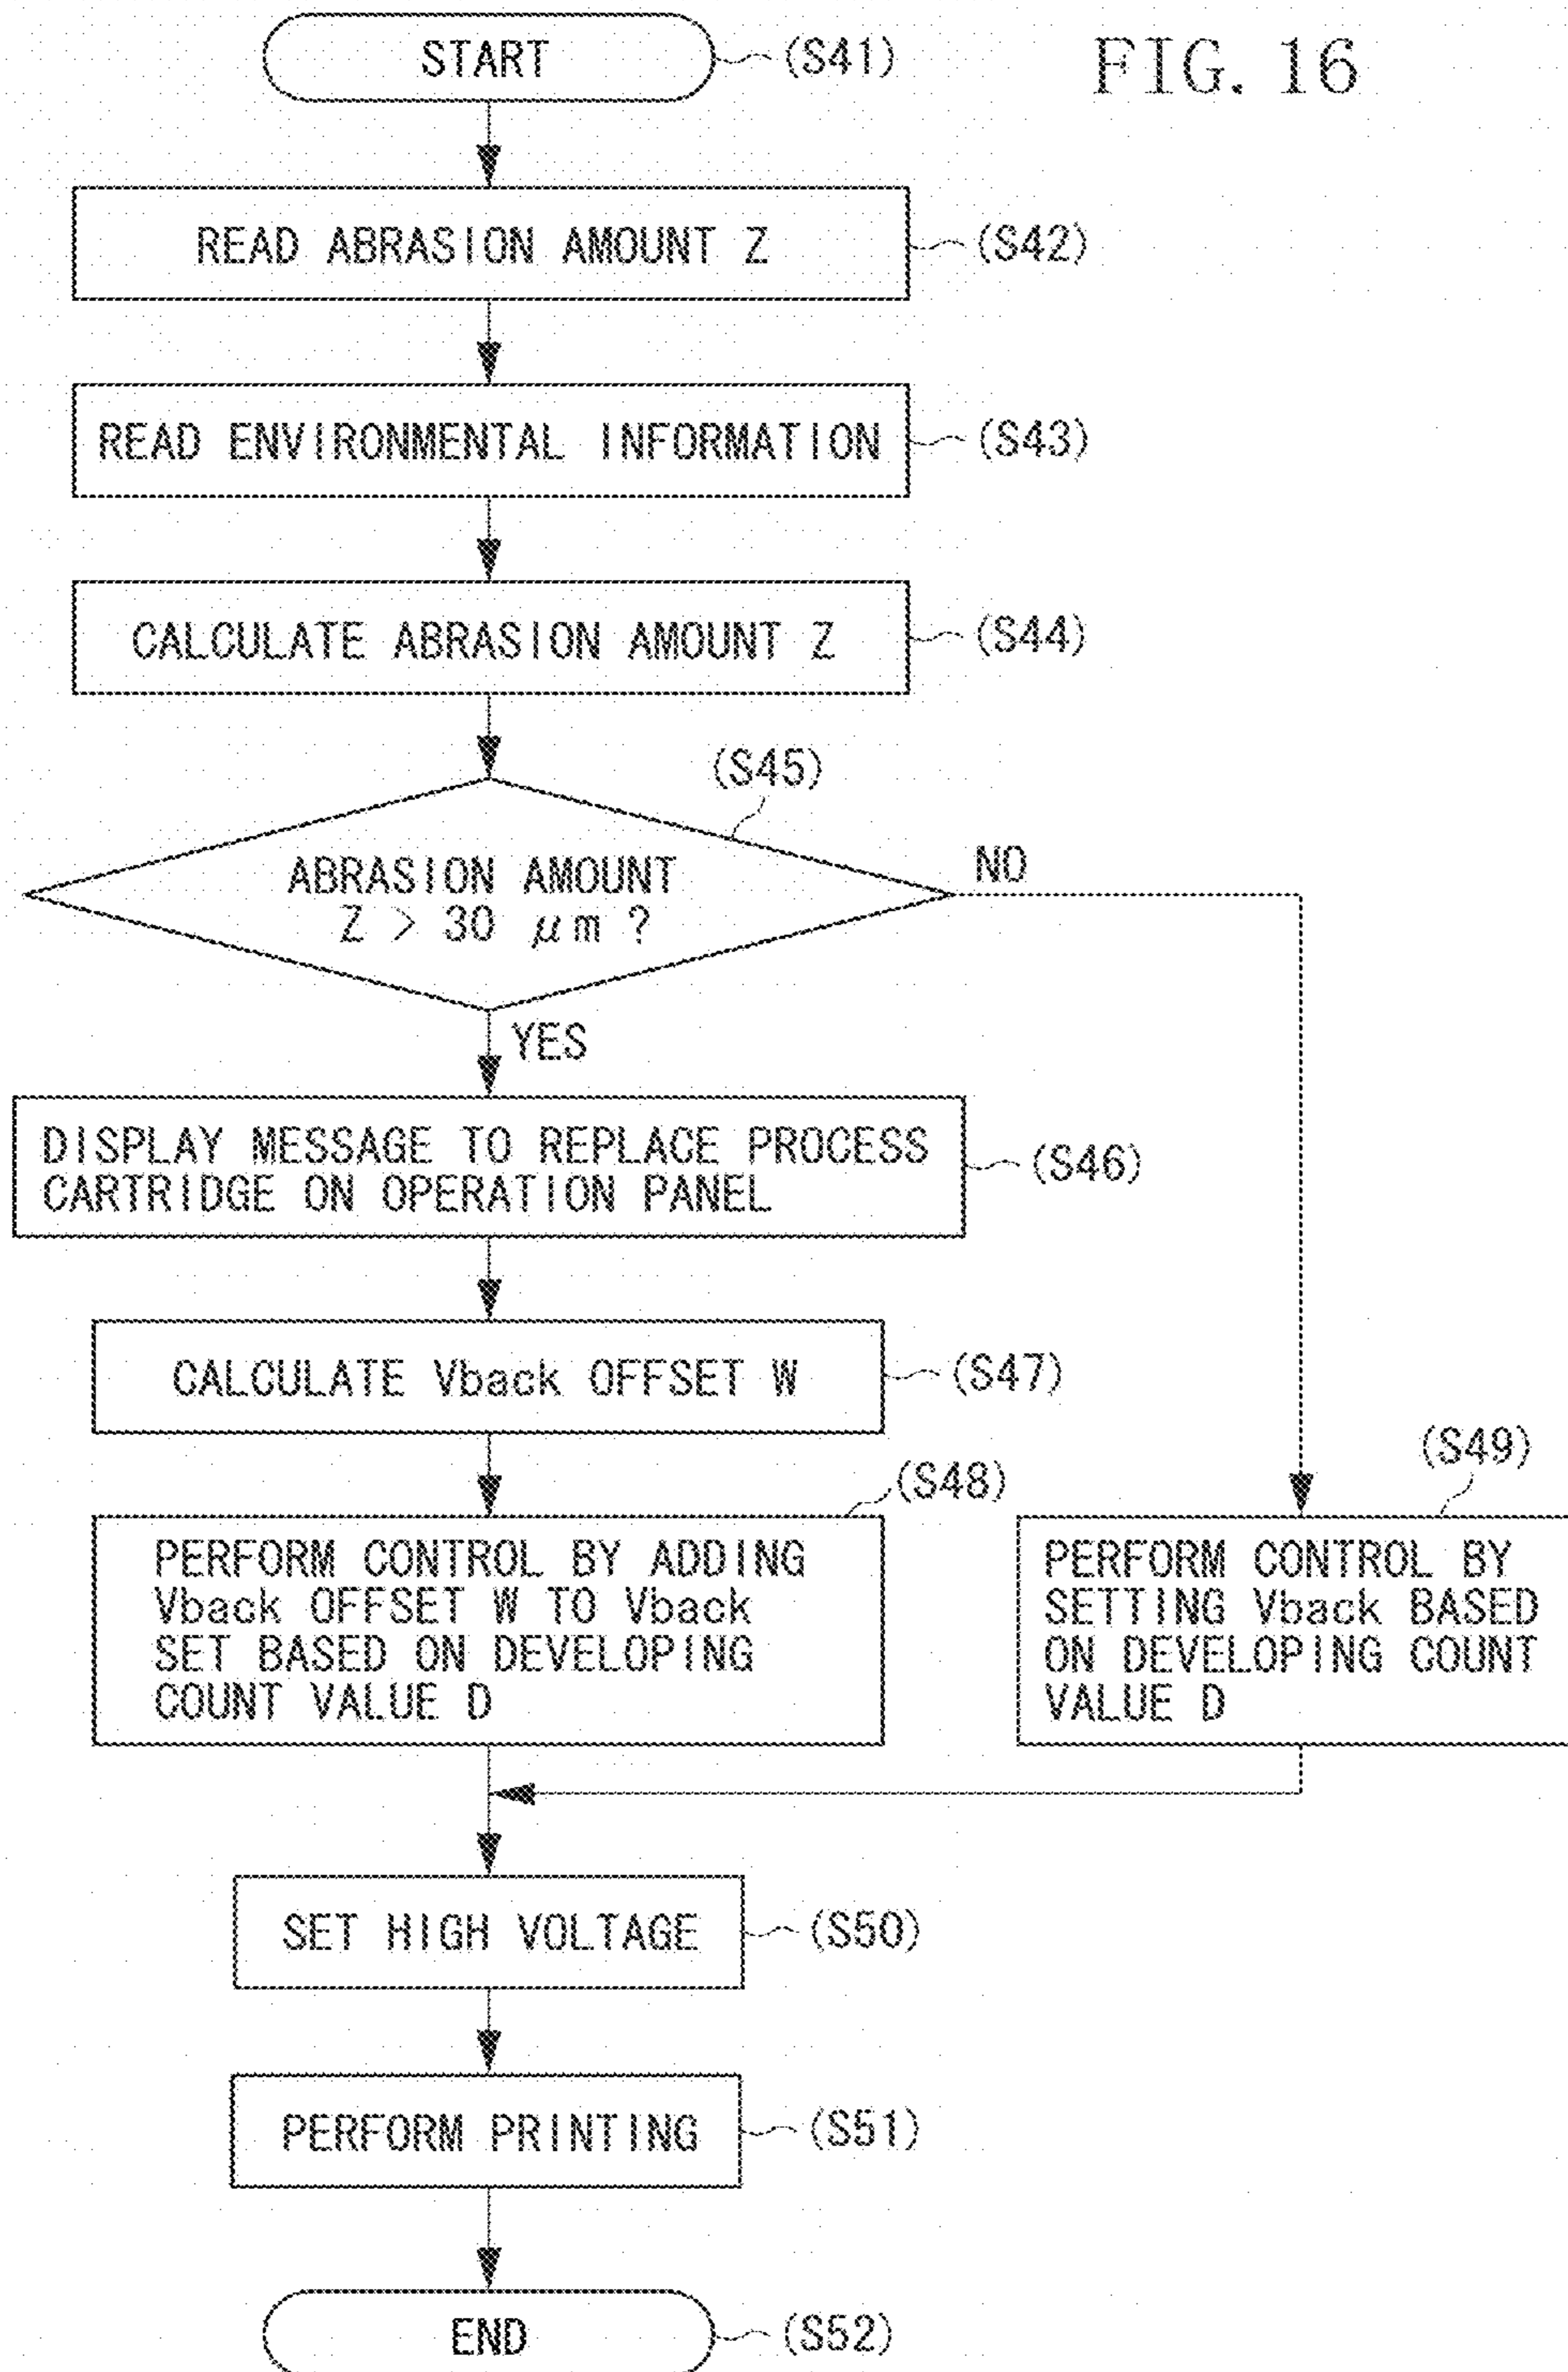 FIG. 16
START
(S41)
READ ABRASION AMOUNT Z
(S42)
READ ENVIRONMENTAL INFORMATION
(S43)
CALCULATE ABRASION AMOUNT Z
(S44)
(S45)
ABRASION AMOUNT
Z > 30 μm ?
NO
YES
DISPLAY MESSAGE TO REPLACE PROCESS
CARTRIDGE ON OPERATION PANEL
(S46)
CALCULATE Vback OFFSET W
(S47)
(S48)
PERFORM CONTROL BY ADDING
Vback OFFSET W TO Vback
SET BASED ON DEVELOPING
COUNT VALUE D
(S49)
PERFORM CONTROL BY
SETTING Vback BASED
ON DEVELOPING COUNT
VALUE D
SET HIGH VOLTAGE
(S50)
PERFORM PRINTING
(S51)
END
(S52)